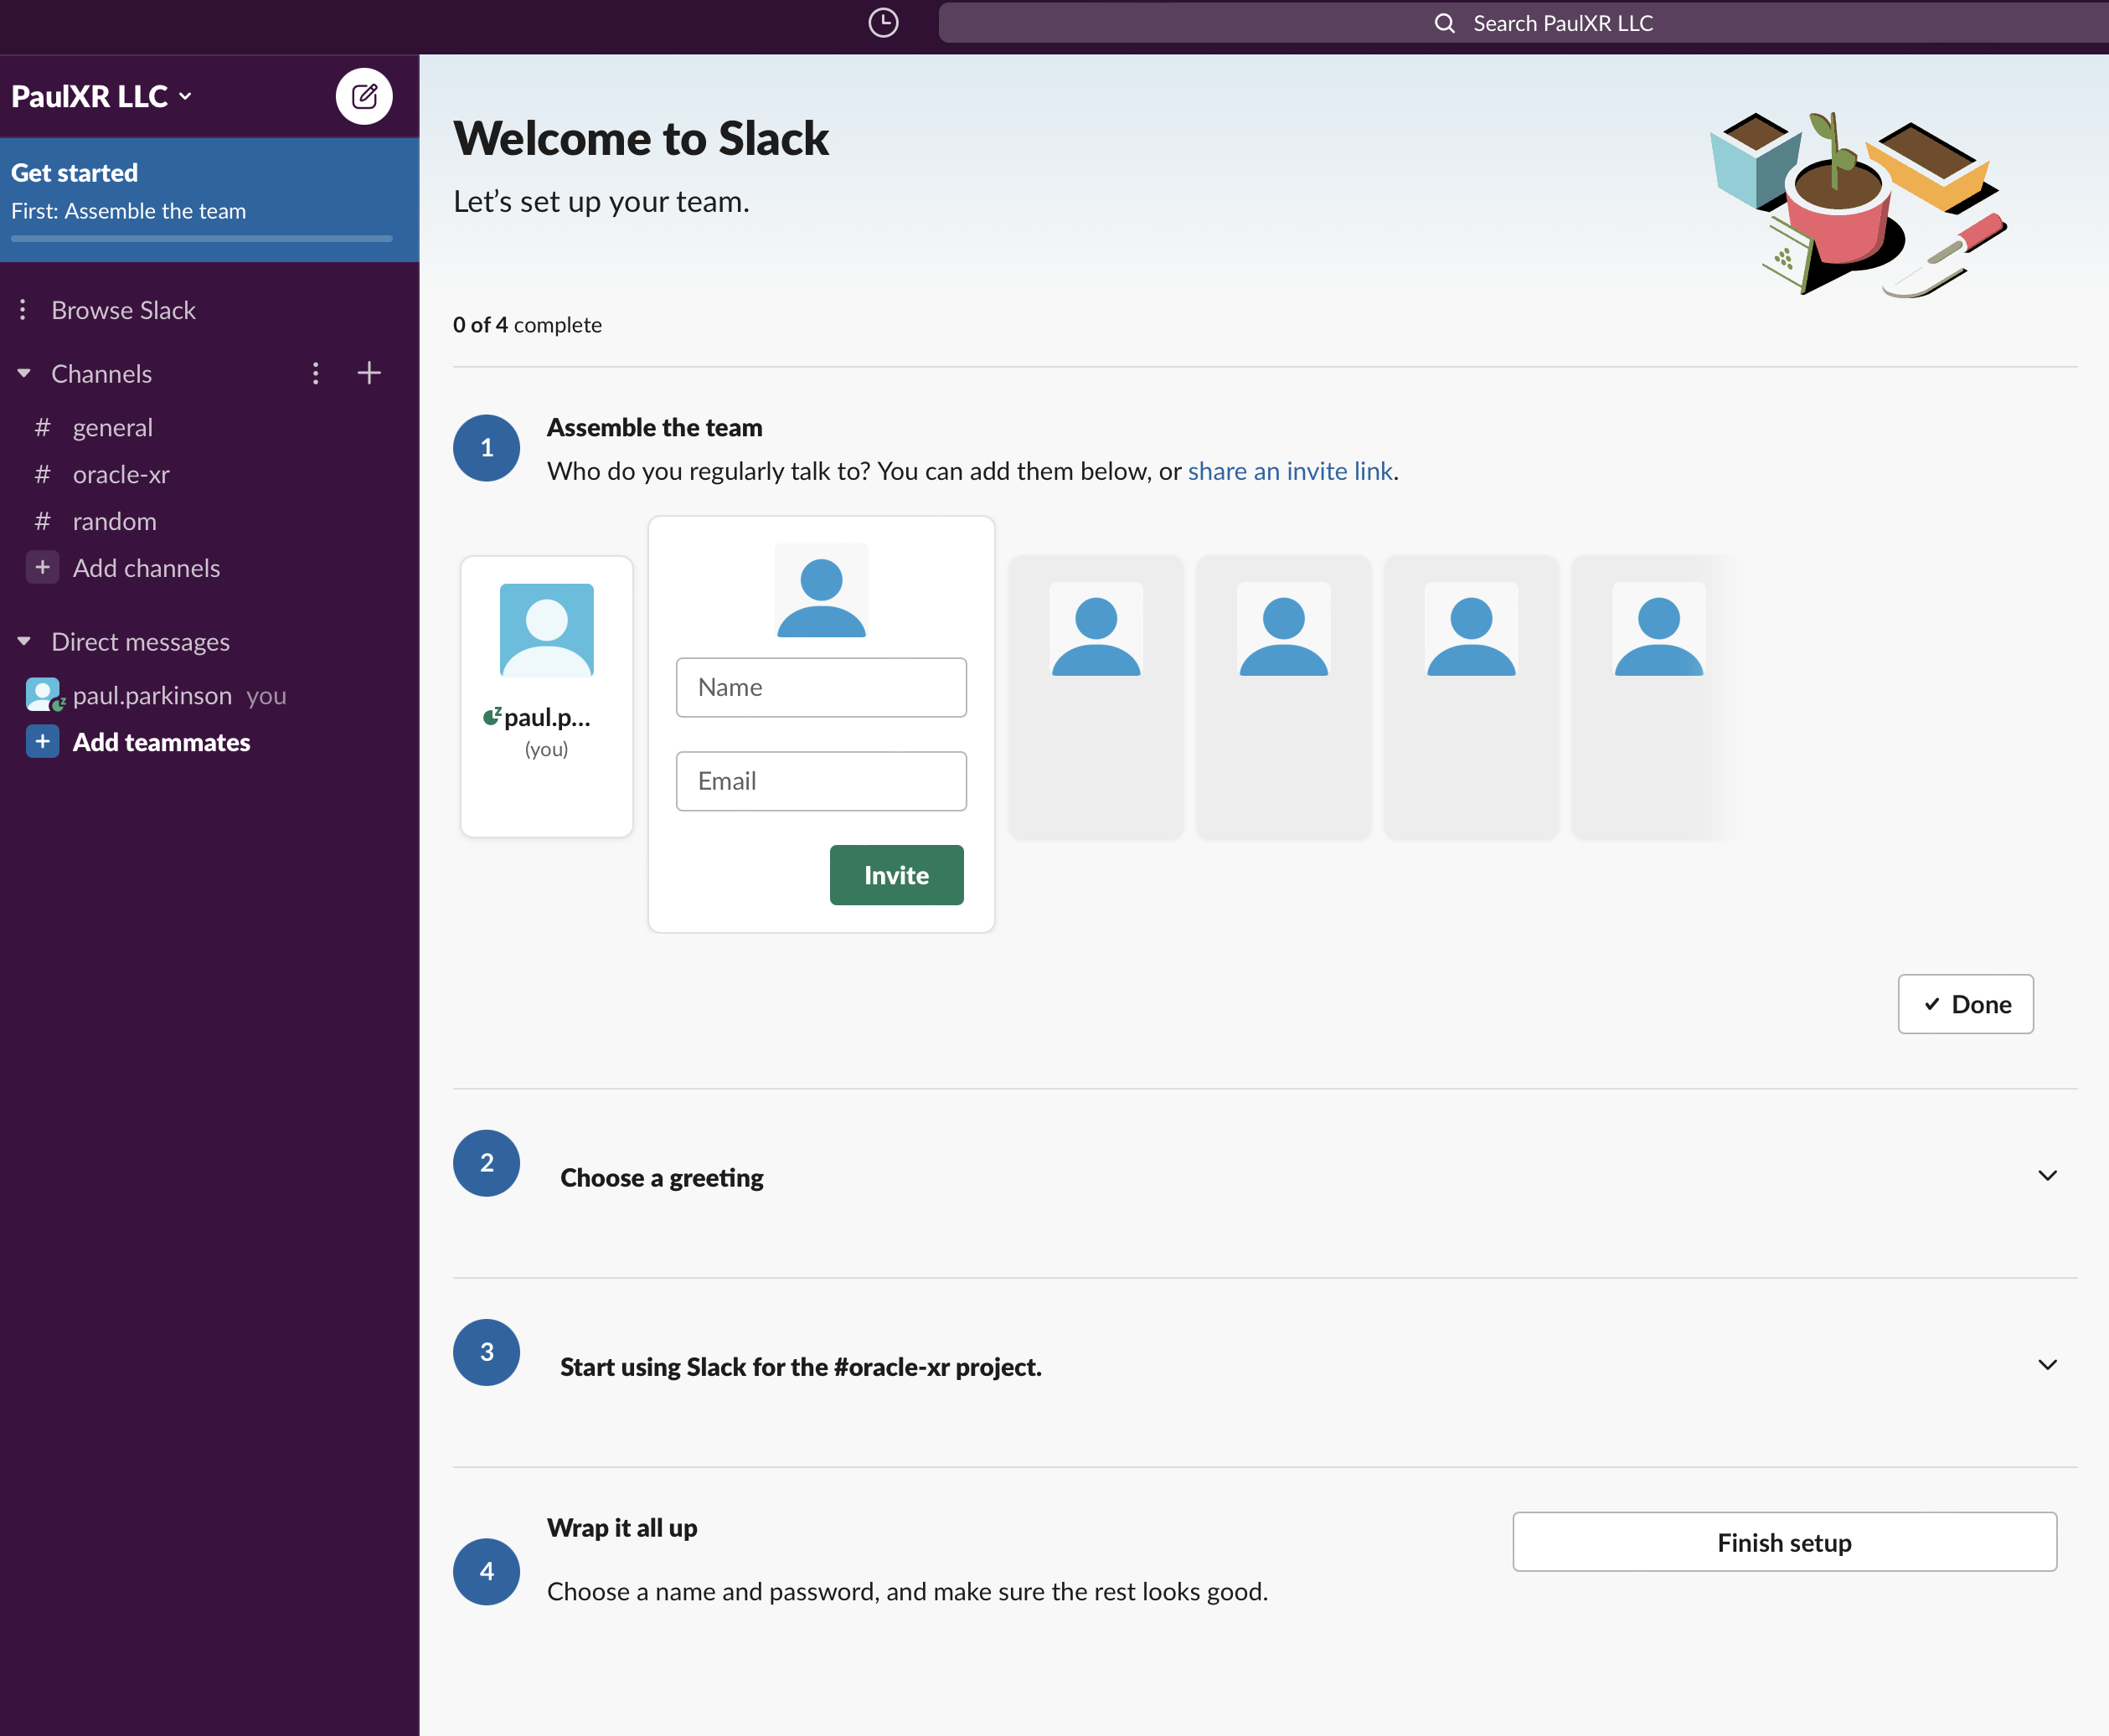 Search PaulXR LLC
PaulXR LLC
Get started
First: Assemble the team
Browse Slack
Channels
# general
# oracle-xr
# random
+ Add channels
Direct messages
paul.parkinson you
+ Add teammates
Welcome to Slack
Let’s set up your team.
0 of 4 complete
1
Assemble the team
Who do you regularly talk to? You can add them below, or share an invite link.
paul.p...
(you)
Name
Email
Invite
Done
2
Choose a greeting
3
Start using Slack for the #oracle-xr project.
4
Wrap it all up
Choose a name and password, and make sure the rest looks good.
Finish setup